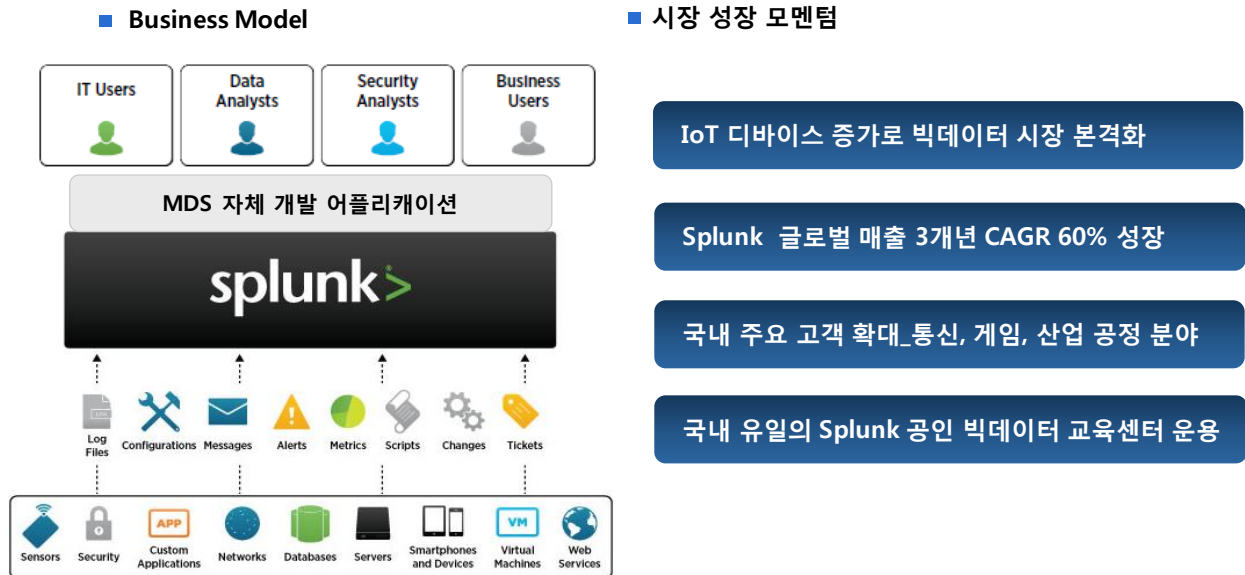 Business Model
IT Users
Data
Analysts
Security
Analysts
Business
Users
MDS 자체 개발 어플리캐이션
splunk>
Log
Files
Configurations
Messages
Alerts
Metrics
Scripts
Changes
Tickets
Sensors
Security
APP
Custom
Applications
Networks
Databases
Servers
Smartphones
and Devices
VM
Virtual
Machines
Web
Services
시장 성장 모멘텀
IoT 디바이스 증가로 빅데이터 시장 본격화
Splunk 글로벌 매출 3개년 CAGR 60% 성장
국내 주요 고객 확대_통신, 게임, 산업 공정 분야
국내 유일의 Splunk 공인 빅데이터 교육센터 운용